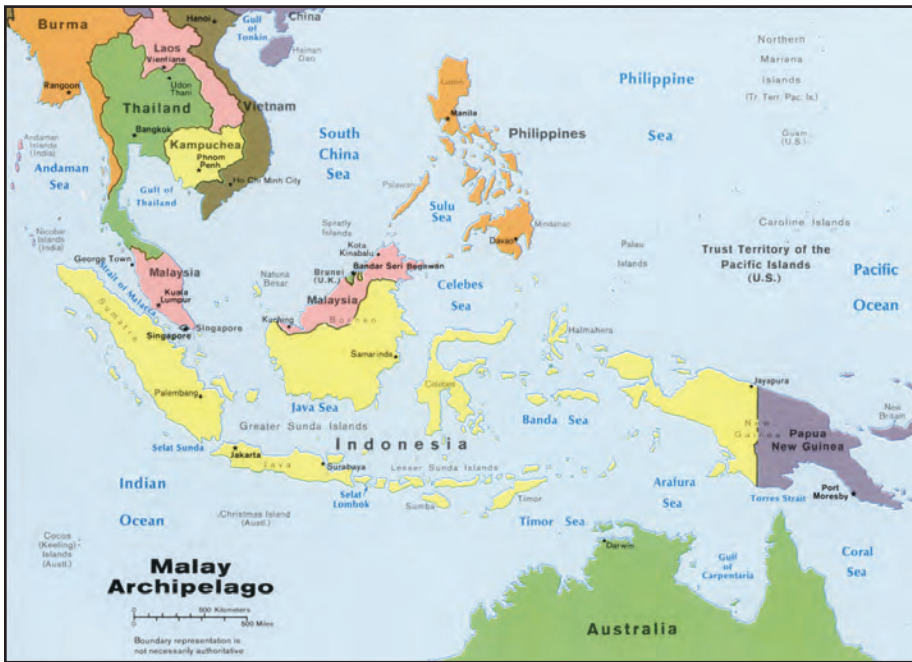 Burma
Hanoi
Gulf
of
Tonkin
China
Hainan
Dao
Laos
Vientiane
Rangoon
Udon
Thani
Thailand
Vietnam
Bangkok
Kampuchea
Phnom
Penh
Ho Chi Minh City
Gulf of
Thailand
Andaman
Islands
(India)
Andaman
Sea
Nicobar
Islands
(India)
South
China
Sea
Luzon
Manila
Philippines
Philippine
Sea
Northern
Mariana
Islands
(Tr. Terr. Pac. Is.)
Guam
(U.S.)
Palawan
Sulu
Sea
Mindanao
Davao
Spratly
Islands
Caroline Islands
Palau
Islands
Trust Territory of the
Pacific Islands
(U.S.)
Pacific
Ocean
George Town
Strait of Malacca
Malaysia
Kuala
Lumpur
Singapore
Singapore
Natuna
Besar
Kota
Kinabalu
Brunei
(U.K.)
Bandar Seri Begawan
Malaysia
Kuching
Borneo
Celebes
Sea
Samarinda
Sumatra
Palembang
Halmahera
Celebes
Java Sea
Banda Sea
Greater Sunda Islands
Indonesia
Selat Sunda
Jakarta
Java
Surabaya
Lesser Sunda Islands
Selat
Lombok
Sumba
Timor
Jayapura
New
Guinea
Papua
New Guinea
New
Britain
Port
Moresby
Arafura
Sea
Torres Strait
Timor Sea
Indian
Ocean
Christmas Island
(Austl.)
Cocos
(Keeling)
Islands
(Austl.)
Darwin
Gulf
of
Carpentaria
Coral
Sea
Australia
Malay
Archipelago
0 500 Kilometers
0 500 Miles
Boundary representation is
not necessarily authoritative